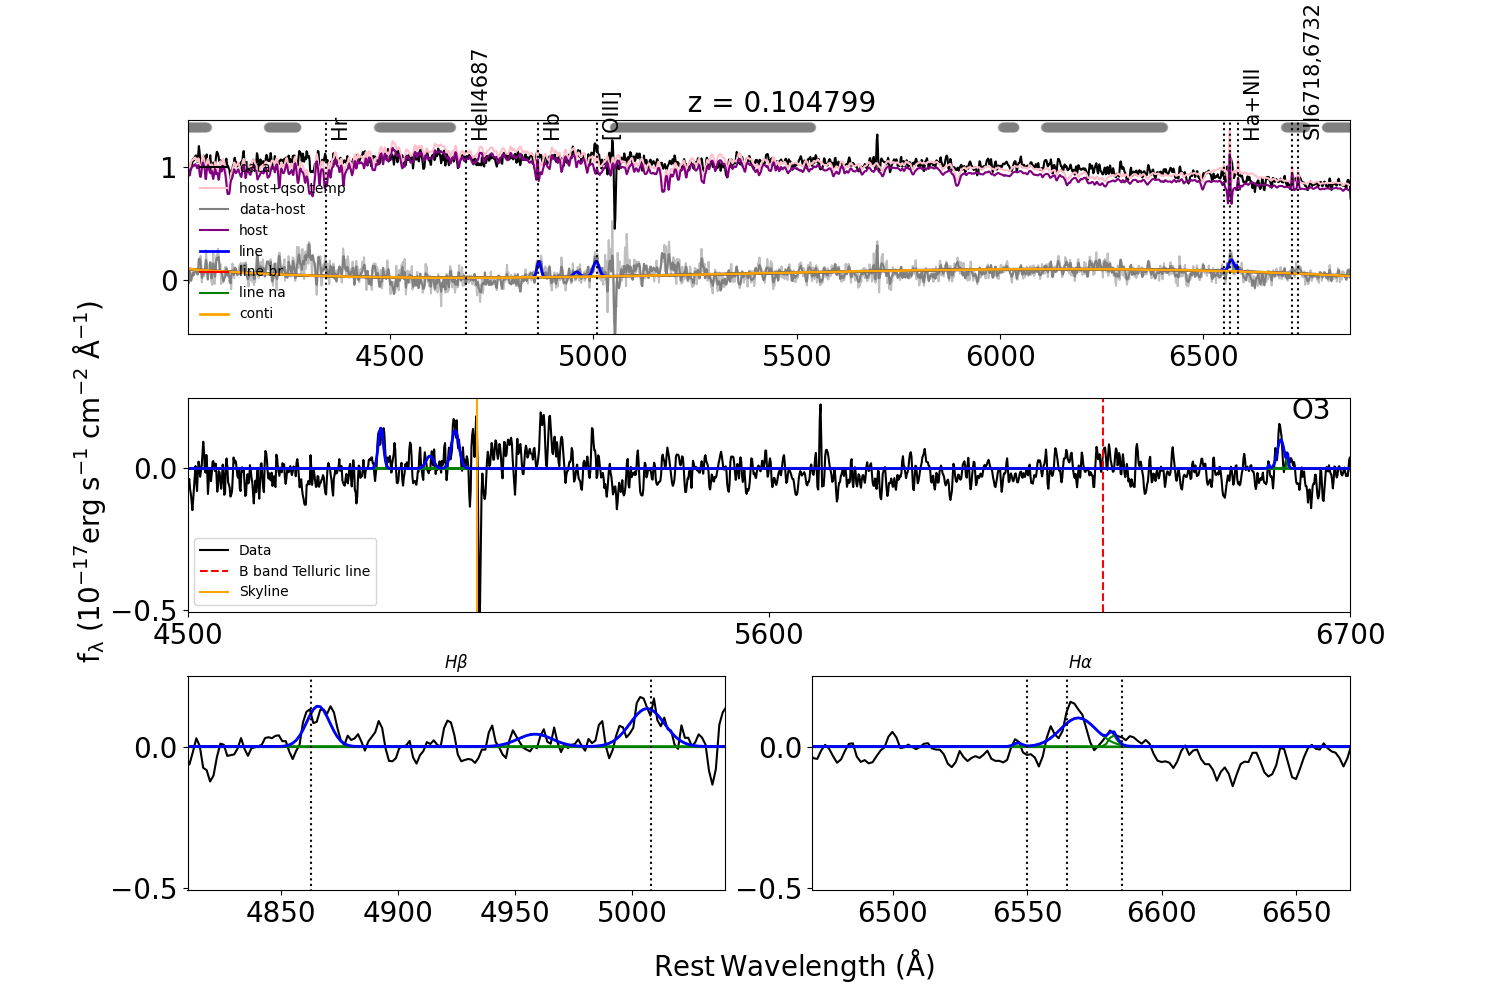 z = 0.104799
Hr
HeII4687
Hb
[OIII]
Ha+NII
SII6718,6732
1
0
data
host+qso temp
data-host
host
line
line br
line na
conti
4500 5000 5500 6000 6500
fλ (10⁻¹⁷erg s⁻¹ cm⁻² Å⁻¹)
O3
0.0
−0.5
Data
B band Telluric line
Skyline
4500 5600 6700
Hβ
0.0
−0.5
4850 4900 4950 5000
Hα
0.0
−0.5
6500 6550 6600 6650
Rest Wavelength (Å)